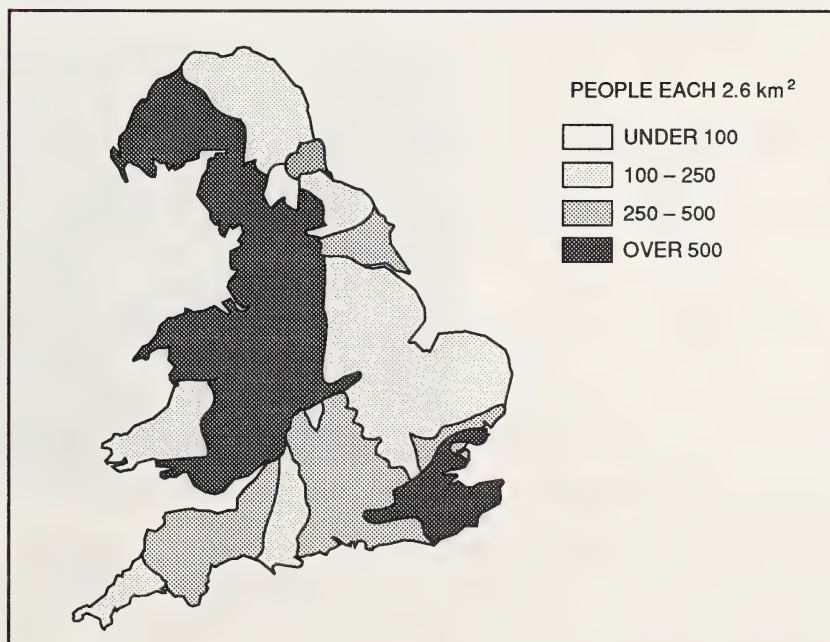 PEOPLE EACH 2.6 km²
UNDER 100
100 – 250
250 – 500
OVER 500